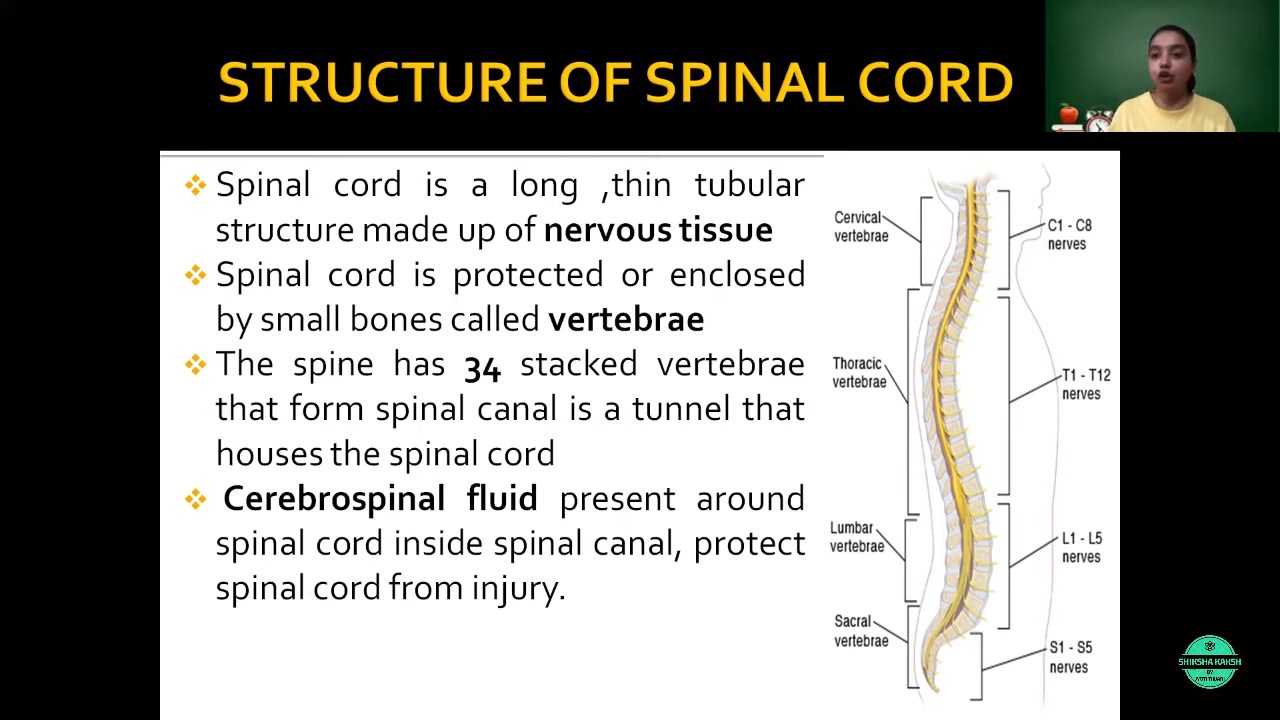 STRUCTURE OF SPINAL CORD
Spinal cord is a long ,thin tubular
structure made up of nervous tissue
Spinal cord is protected or enclosed
by small bones called vertebrae
The spine has 34 stacked vertebrae
that form spinal canal is a tunnel that
houses the spinal cord
Cerebrospinal fluid present around
spinal cord inside spinal canal, protect
spinal cord from injury.
Cervical
vertebrae
C1 - C8
nerves
Thoracic
vertebrae
T1 - T12
nerves
Lumbar
vertebrae
L1 - L5
nerves
Sacral
vertebrae
S1 - S5
nerves
SHIKSHA KAKSH
BY
JYOTI TIWARI